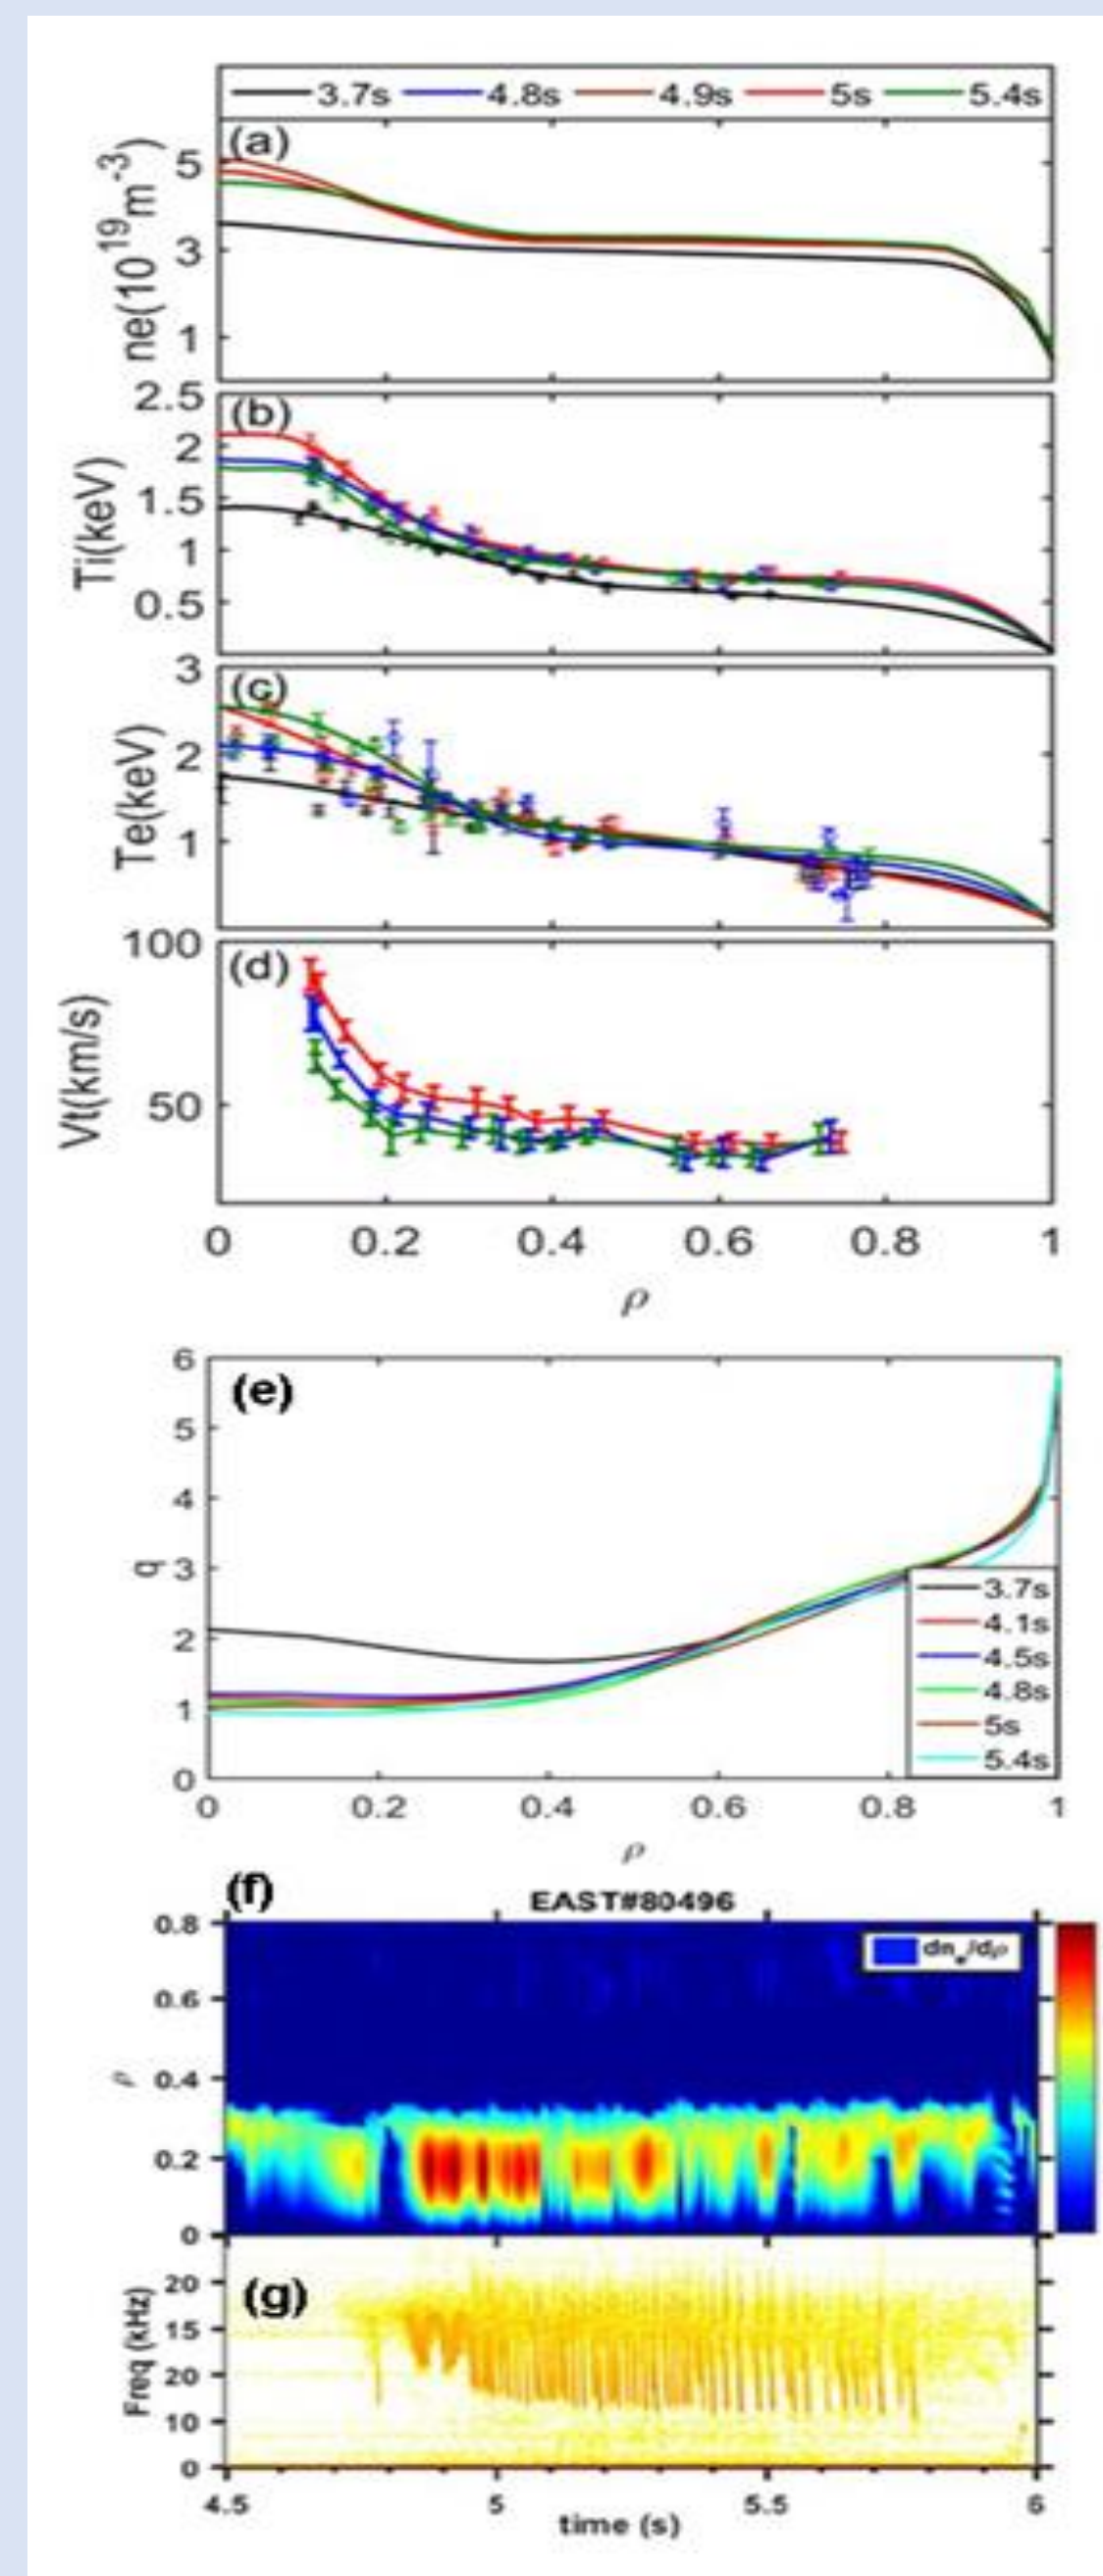 3.7s 4.8s 4.9s 5s 5.4s
(a)
ne(10^19 m^-3)
5
3
1
(b)
Ti(keV)
2.5
2
1.5
1
0.5
(c)
Te(keV)
3
2
1
(d)
Vt(km/s)
100
50
0 0.2 0.4 0.6 0.8 1
ρ
(e)
q
6
5
4
3
2
1
0
3.7s
4.1s
4.5s
4.8s
5s
5.4s
0 0.2 0.4 0.6 0.8 1
ρ
(f)
EAST#80496
dn_e/dρ
ρ
0.8
0.6
0.4
0.2
0
(g)
Freq (kHz)
20
15
20
10
0
4.5 5 5.5 6
time (s)